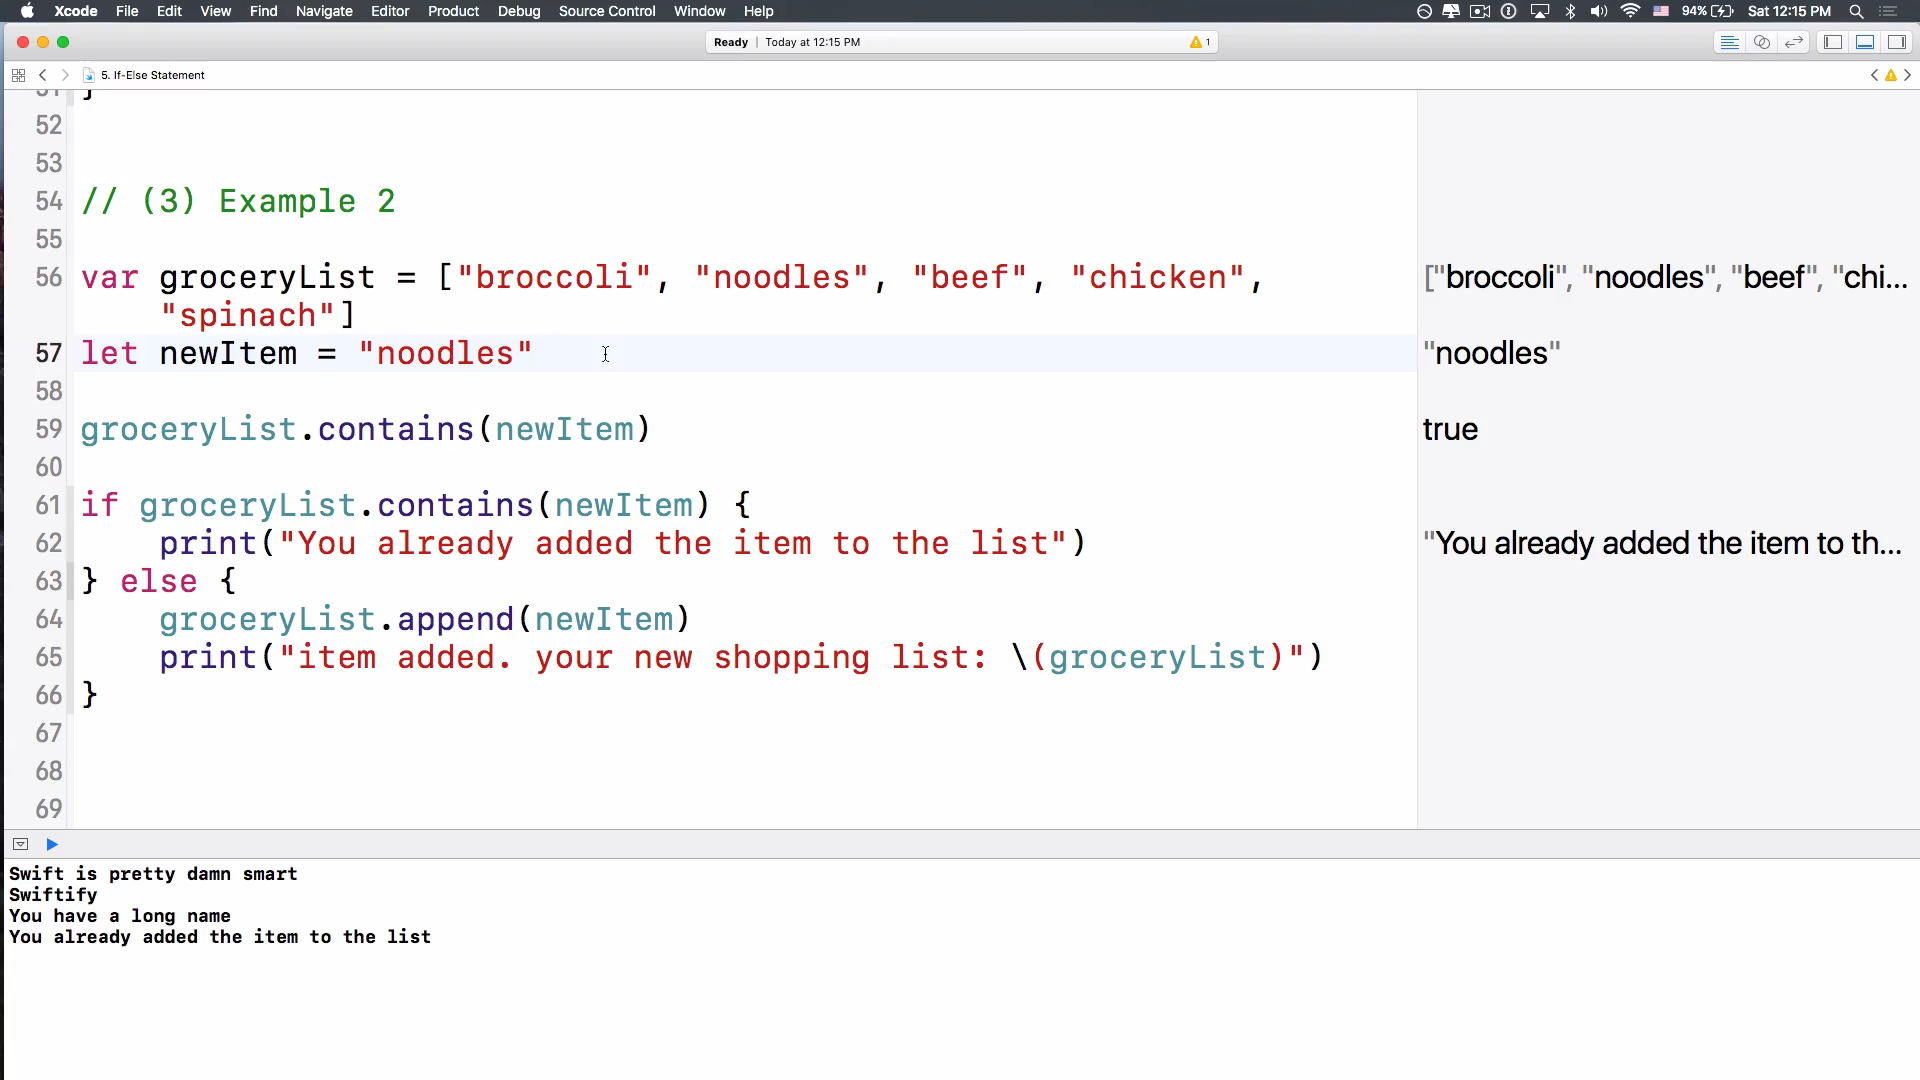 Xcode File Edit View Find Navigate Editor Product Debug Source Control Window Help 94% Sat 12:15 PM
Ready | Today at 12:15 PM 1
5. If-Else Statement
51 }
52
53
54 // (3) Example 2
55
56 var groceryList = ["broccoli", "noodles", "beef", "chicken", ["broccoli", "noodles", "beef", "chi...
"spinach"]
57 let newItem = "noodles" "noodles"
58
59 groceryList.contains(newItem) true
60
61 if groceryList.contains(newItem) {
62 print("You already added the item to the list") "You already added the item to th...
63 } else {
64 groceryList.append(newItem)
65 print("item added. your new shopping list: \(groceryList)")
66 }
67
68
69
Swift is pretty damn smart
Swiftify
You have a long name
You already added the item to the list